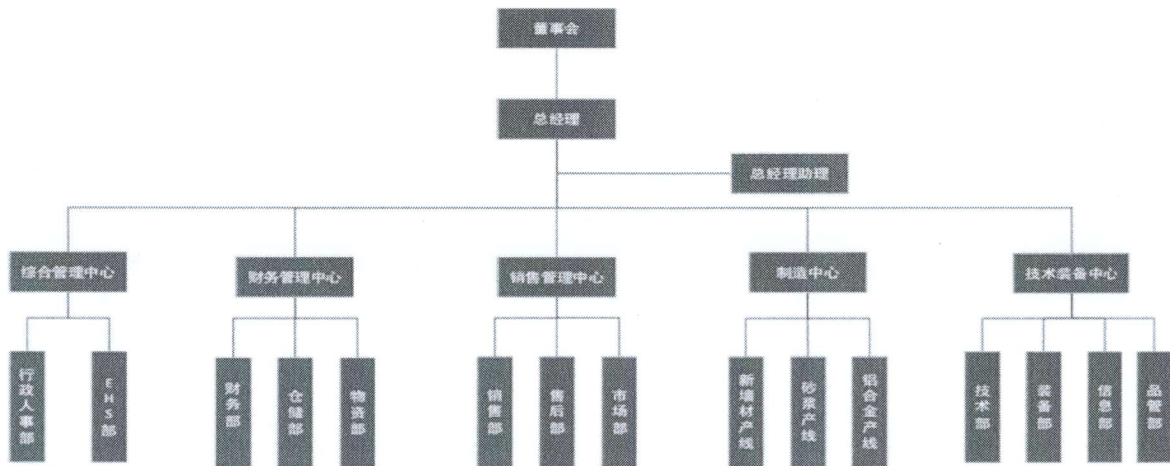 董事会
总经理
总经理助理
综合管理中心
财务管理中心
销售管理中心
制造中心
技术装备中心
行政人事部
EHS部
财务部
仓储部
物资部
销售部
售后部
市场部
新墙材产线
砂浆产线
铝合金产线
技术部
装备部
信息部
品管部